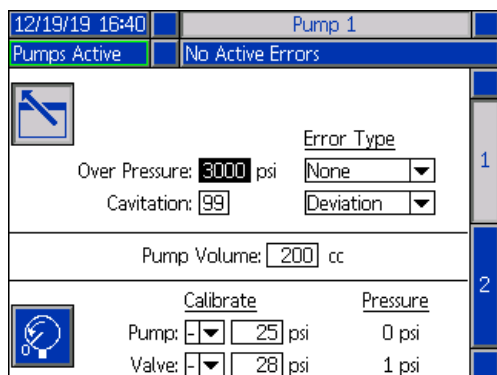 12/19/19 16:40 Pump 1
Pumps Active No Active Errors
Error Type
1
Over Pressure: 3000 psi None
Cavitation: 99 Deviation
Pump Volume: 200 cc
2
Calibrate Pressure
Pump: - 25 psi 0 psi
Valve: - 28 psi 1 psi